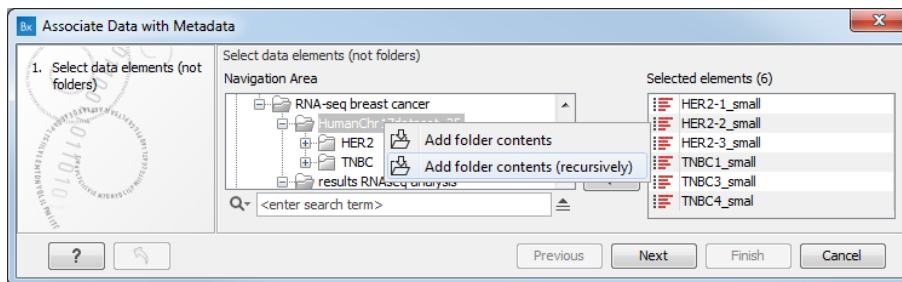 Bx Associate Data with Metadata
1. Select data elements (not
folders)
Select data elements (not folders)
Navigation Area
RNA-seq breast cancer
HER2
TNBC
results RNAseq analysis
Add folder contents
Add folder contents (recursively)
<enter search term>
Selected elements (6)
HER2-1_small
HER2-2_small
HER2-3_small
TNBC1_small
TNBC3_small
TNBC4_smal
?
Previous
Next
Finish
Cancel